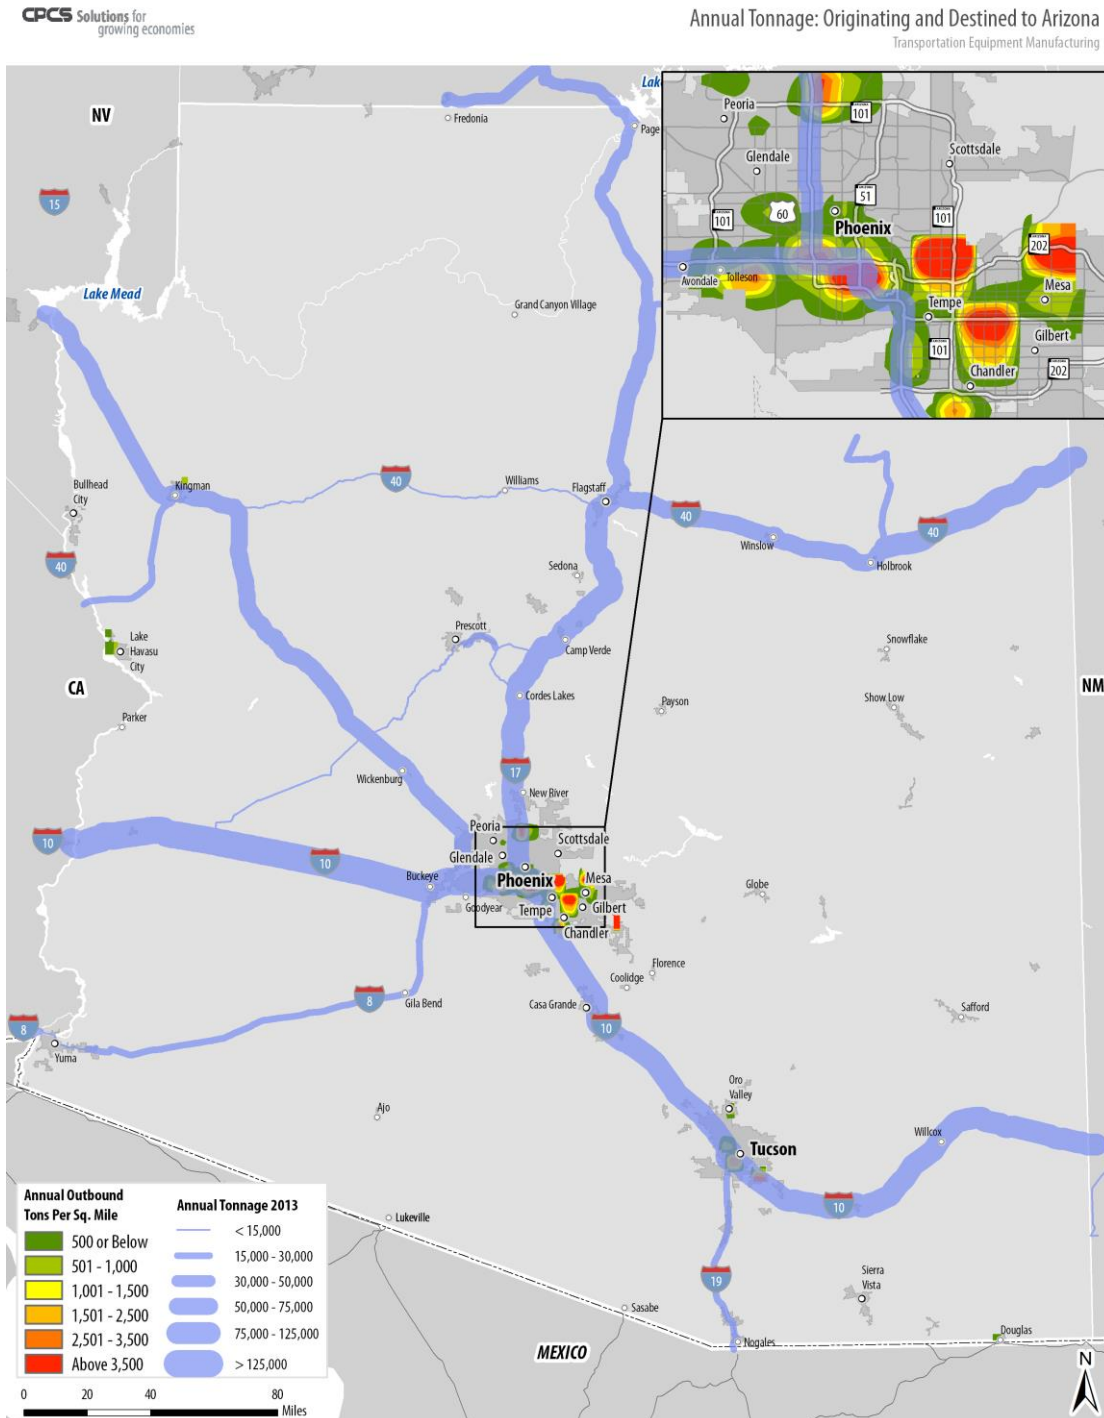 CPCS Solutions for
growing economies
Annual Tonnage: Originating and Destined to Arizona
Transportation Equipment Manufacturing
NV
Fredonia
Lak
Page
15
Lake Mead
Grand Canyon Village
Peoria
101
Glendale
Scottsdale
51
60
101
101
Phoenix
202
Avondale
Tolleson
Mesa
Tempe
Gilbert
101
202
Chandler
Bullhead
City
Kingman
40
Williams
Flagstaff
40
40
Winslow
Holbrook
40
Sedona
Lake
Havasu
City
Prescott
Camp Verde
Snowflake
CA
NM
Cordes Lakes
Payson
Show Low
Parker
Wickenburg
17
New River
Peoria
Scottsdale
10
Glendale
10
Buckeye
Phoenix
Mesa
Globe
Goodyear
Tempe
Gilbert
Chandler
Florence
Coolidge
Gila Bend
8
Casa Grande
Safford
8
10
Yuma
Ajo
Oro
Valley
Willcox
Tucson
10
Lukeville
19
Sierra
Vista
Sasabe
Nogales
Douglas
MEXICO
N
Annual Outbound
Tons Per Sq. Mile
500 or Below
501 - 1,000
1,001 - 1,500
1,501 - 2,500
2,501 - 3,500
Above 3,500
Annual Tonnage 2013
< 15,000
15,000 - 30,000
30,000 - 50,000
50,000 - 75,000
75,000 - 125,000
> 125,000
0 20 40 80
Miles